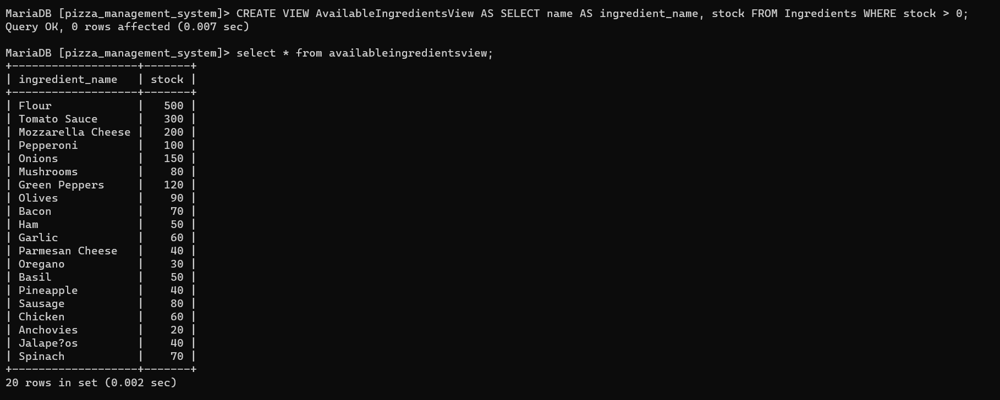 MariaDB [pizza_management_system]> CREATE VIEW AvailableIngredientsView AS SELECT name AS ingredient_name, stock FROM Ingredients WHERE stock > 0;
Query OK, 0 rows affected (0.007 sec)
MariaDB [pizza_management_system]> select * from availableingredientsview;
+-------------------+-------+
| ingredient_name   | stock |
+-------------------+-------+
| Flour             |   500 |
| Tomato Sauce      |   300 |
| Mozzarella Cheese |   200 |
| Pepperoni         |   100 |
| Onions            |   150 |
| Mushrooms         |    80 |
| Green Peppers     |   120 |
| Olives            |    90 |
| Bacon             |    70 |
| Ham               |    50 |
| Garlic            |    60 |
| Parmesan Cheese   |    40 |
| Oregano           |    30 |
| Basil             |    50 |
| Pineapple         |    40 |
| Sausage           |    80 |
| Chicken           |    60 |
| Anchovies         |    20 |
| Jalape?os         |    40 |
| Spinach           |    70 |
+-------------------+-------+
20 rows in set (0.002 sec)